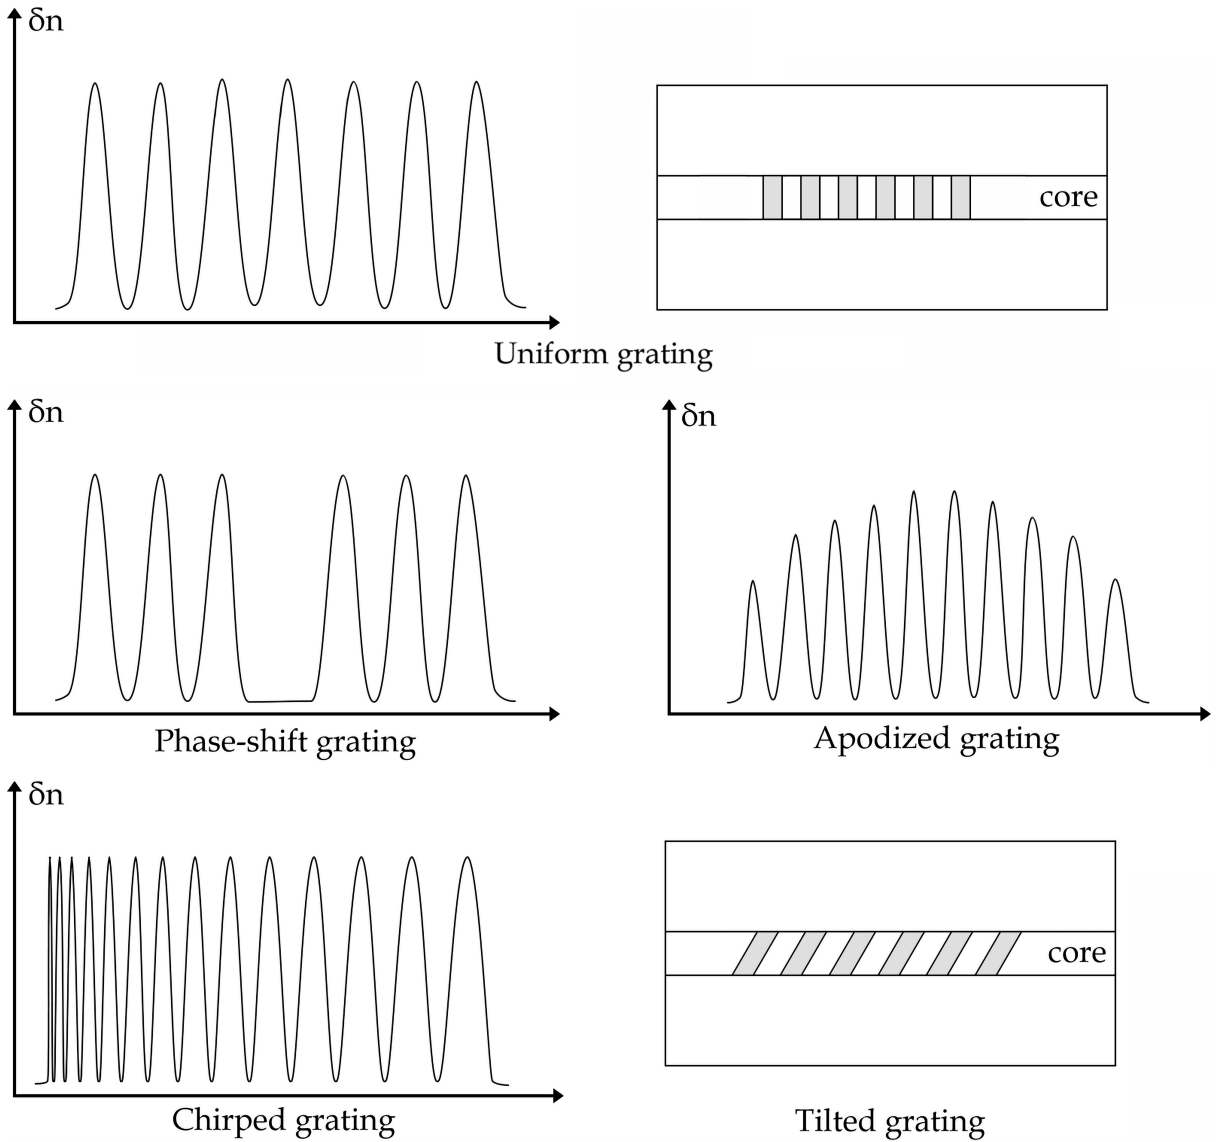 δn
core
Uniform grating
δn
δn
Phase-shift grating
Apodized grating
δn
core
Chirped grating
Tilted grating